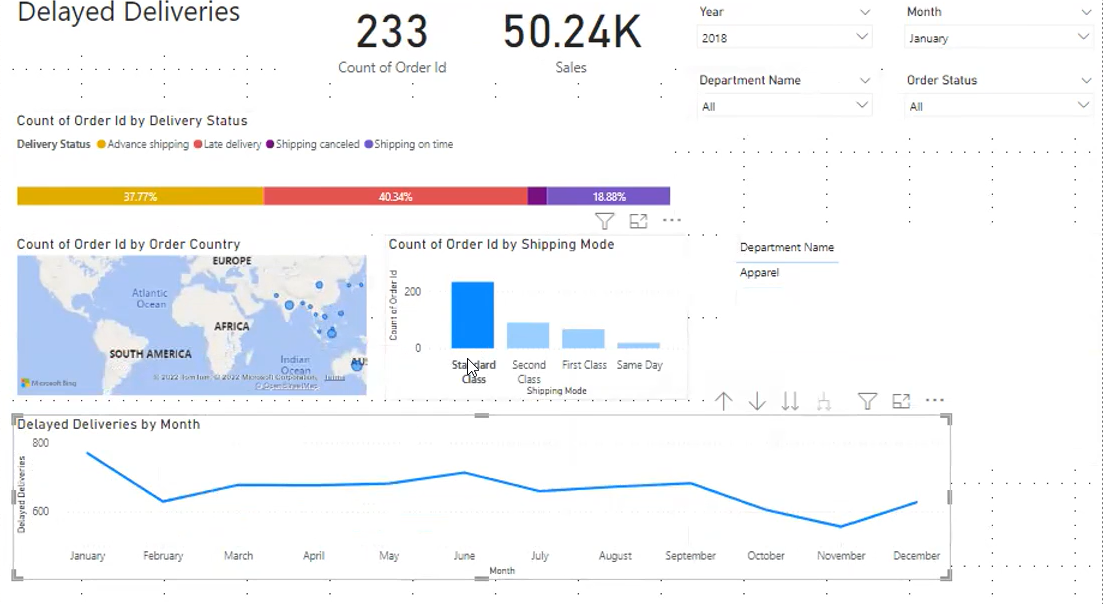 Delayed Deliveries
233
Count of Order Id
50.24K
Sales
Year
2018
Month
January
Department Name
All
Order Status
All
Count of Order Id by Delivery Status
Delivery Status Advance shipping Late delivery Shipping canceled Shipping on time
37.77% 40.34% 18.88%
Count of Order Id by Order Country
EUROPE
Atlantic
Ocean
AFRICA
SOUTH AMERICA
Indian
Ocean
AUS
Microsoft Bing
© 2022 TomTom, © 2022 Microsoft Corporation, Terms
© OpenStreetMap
Count of Order Id by Shipping Mode
Count of Order Id
200
0
Standard
Class
Second
Class
First Class
Same Day
Shipping Mode
Department Name
Apparel
Delayed Deliveries by Month
Delayed Deliveries
800
600
January February March April May June July August September October November December
Month